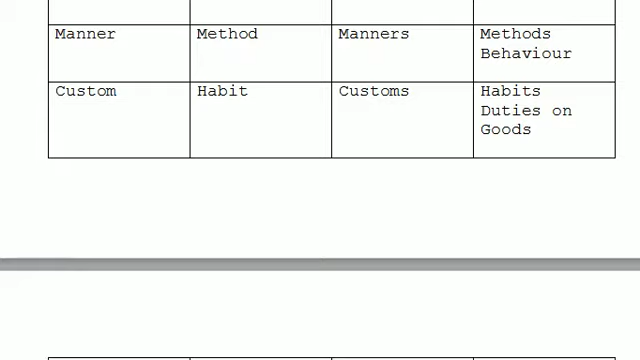 Manner Method Manners Methods
Behaviour
Custom Habit Customs Habits
Duties on
Goods